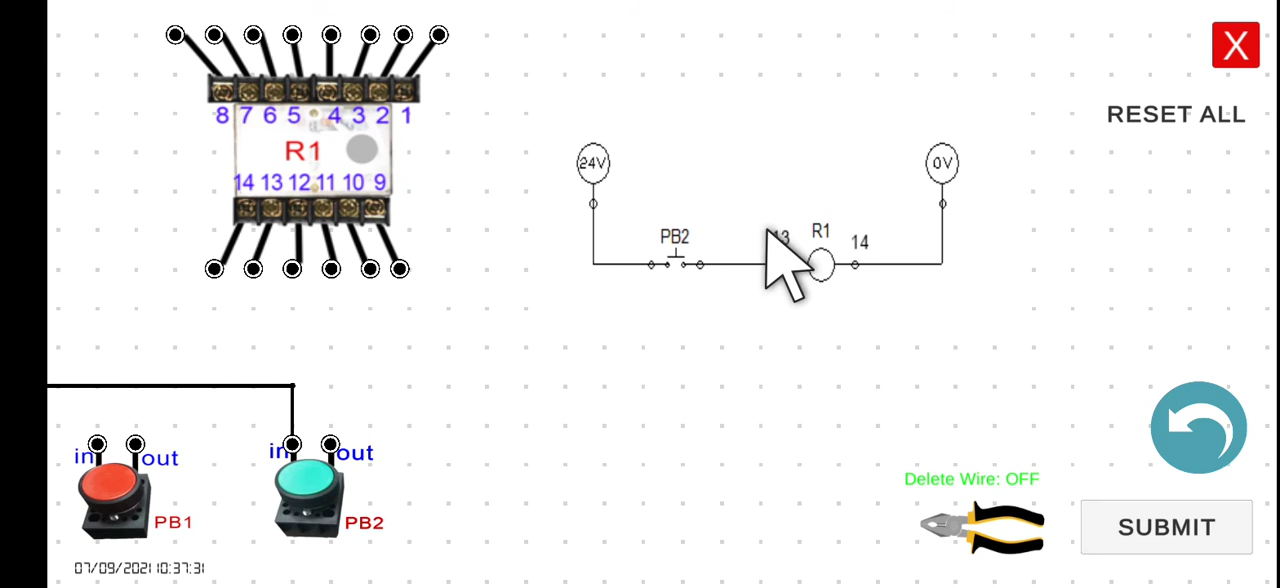 X
RESET ALL
8 7 6 5 4 3 2 1
R1
14 13 12 11 10 9
24V
0V
PB2
R1
14
in
out
in
out
PB1
PB2
Delete Wire: OFF
SUBMIT
07/09/2021 10:37:31